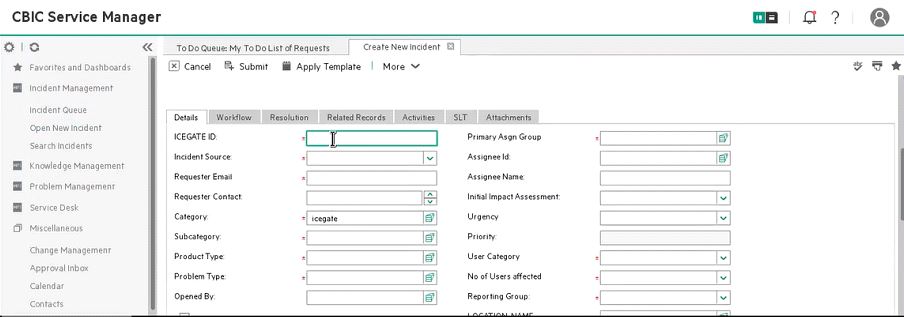 CBIC Service Manager
To Do Queue: My To Do List of Requests
Create New Incident
Cancel
Submit
Apply Template
More
Favorites and Dashboards
Incident Management
Incident Queue
Open New Incident
Search Incidents
Knowledge Management
Problem Management
Service Desk
Miscellaneous
Change Management
Approval Inbox
Calendar
Contacts
Details
Workflow
Resolution
Related Records
Activities
SLT
Attachments
ICEGATE ID:
Incident Source:
Requester Email
Requester Contact:
Category:
icegate
Subcategory:
Product Type:
Problem Type:
Opened By:
Primary Asgn Group
Assignee Id:
Assignee Name:
Initial Impact Assessment:
Urgency
Priority:
User Category
No of Users affected
Reporting Group:
LOCATION_NAME